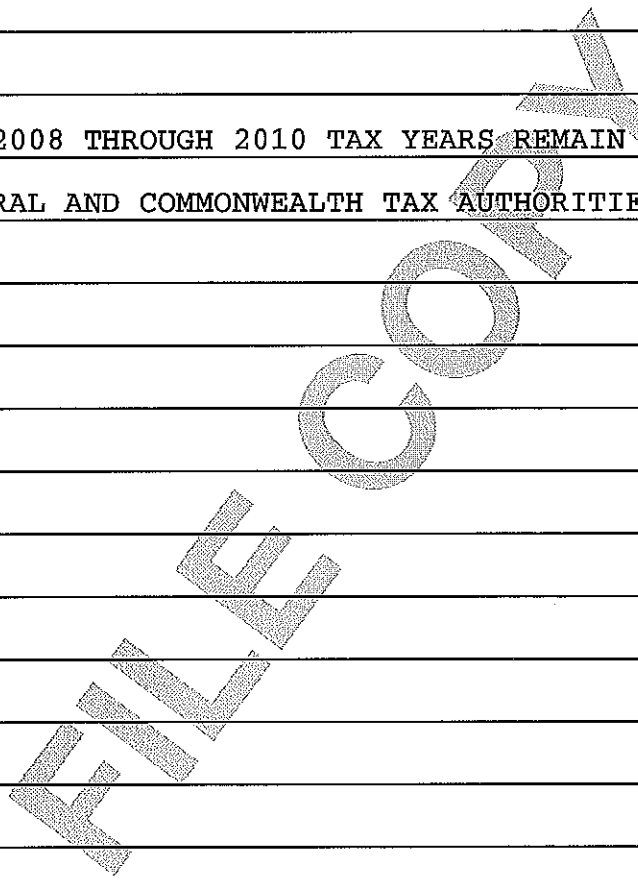 2008 THROUGH 2010 TAX YEARS REMAIN
RAL AND COMMONWEALTH TAX AUTHORITIE
FILE COPY